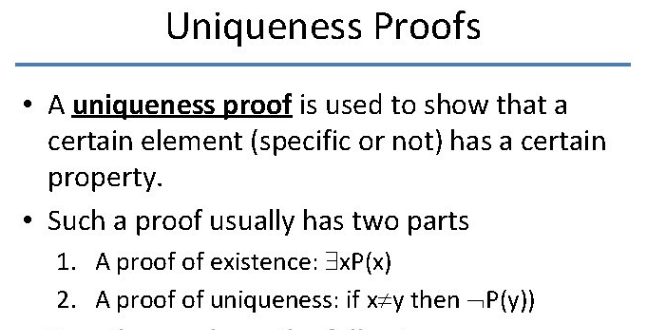 Uniqueness Proofs
• A uniqueness proof is used to show that a
certain element (specific or not) has a certain
property.
• Such a proof usually has two parts
1. A proof of existence: ∃xP(x)
2. A proof of uniqueness: if x≠y then ¬P(y))